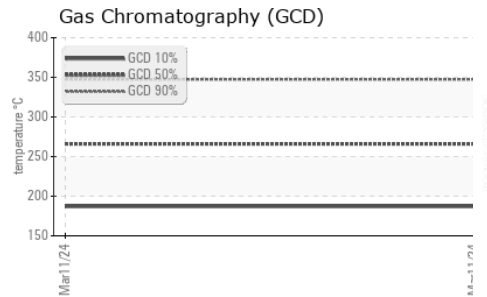 Gas Chromatography (GCD)
400
350
300
250
200
150
temperature °C
GCD 10%
GCD 50%
GCD 90%
Mar11/24